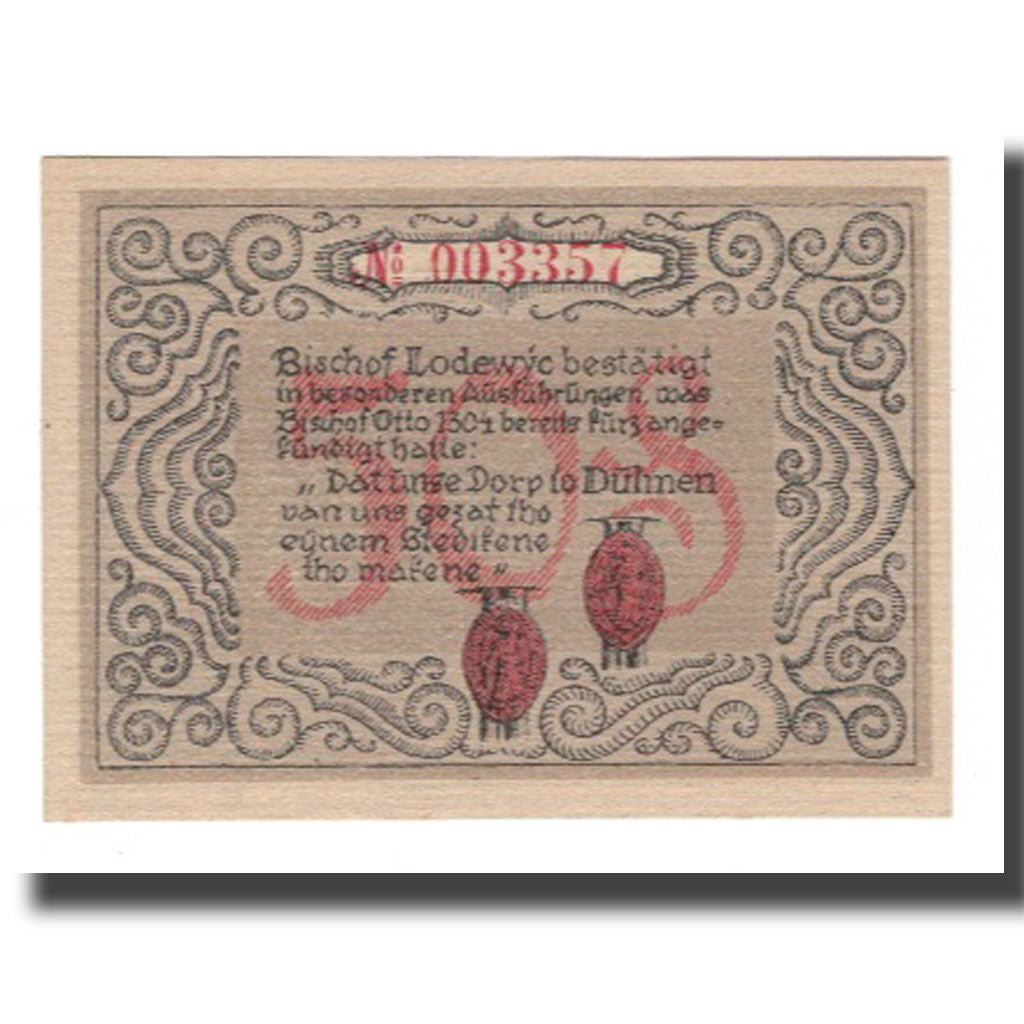 № 003357
50 ₰
Bischof Lodewyc bestätigt
in besonderen Ausführungen, was
Bischof Otto 1304 bereits kurz ange=
kündigt hatte:
„Dat unse Dorp to Dülmen
van uns gezat tho
eynem Stedikene
tho makene"